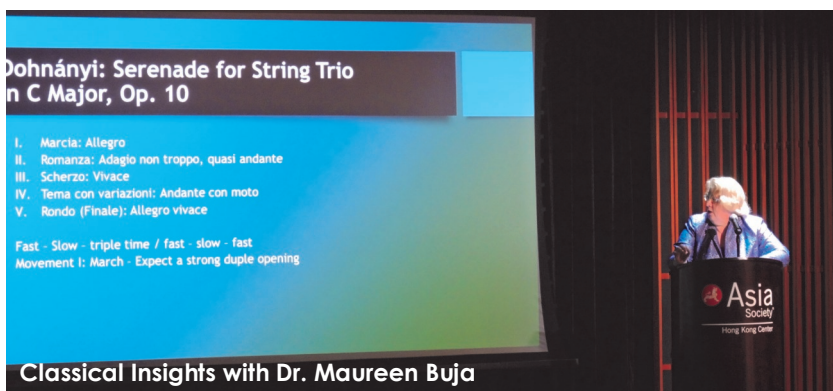 Dohnányi: Serenade for String Trio
n C Major, Op. 10
I. Marcia: Allegro
II. Romanza: Adagio non troppo, quasi andante
III. Scherzo: Vivace
IV. Tema con variazioni: Andante con moto
V. Rondo (Finale): Allegro vivace
Fast - Slow - triple time / fast - slow - fast
Movement I: March - Expect a strong duple opening
Asia
Society
Hong Kong Center
Classical Insights with Dr. Maureen Buja